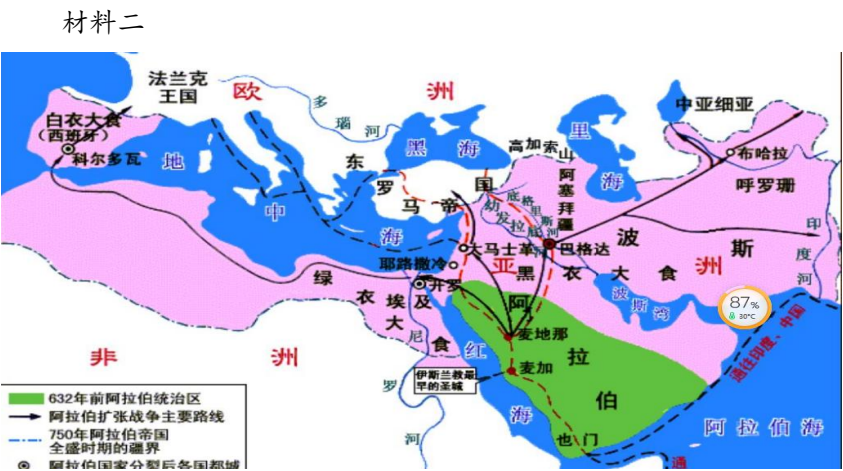 材料二
法兰克
王国
欧洲
多瑙河
中亚细亚
白衣大食
(西班牙)
科尔多瓦
地中海
黑海
高加索山
里海
布哈拉
呼罗珊
东罗马帝国
阿塞拜疆
底格里斯河
幼发拉底河
印度河
大马士革
巴格达
波斯
耶路撒冷
亚洲
黑衣大食
开罗
绿衣大食
埃及
波斯湾
87%
30°C
阿拉伯
麦地那
尼罗河
红海
非洲
麦加
伊斯兰教最
早的圣城
通往印度、中国
632年前阿拉伯统治区
阿拉伯扩张战争主要路线
750年阿拉伯帝国
全盛时期的疆界
阿拉伯国家分裂后各国都城
也门
阿拉伯海
通